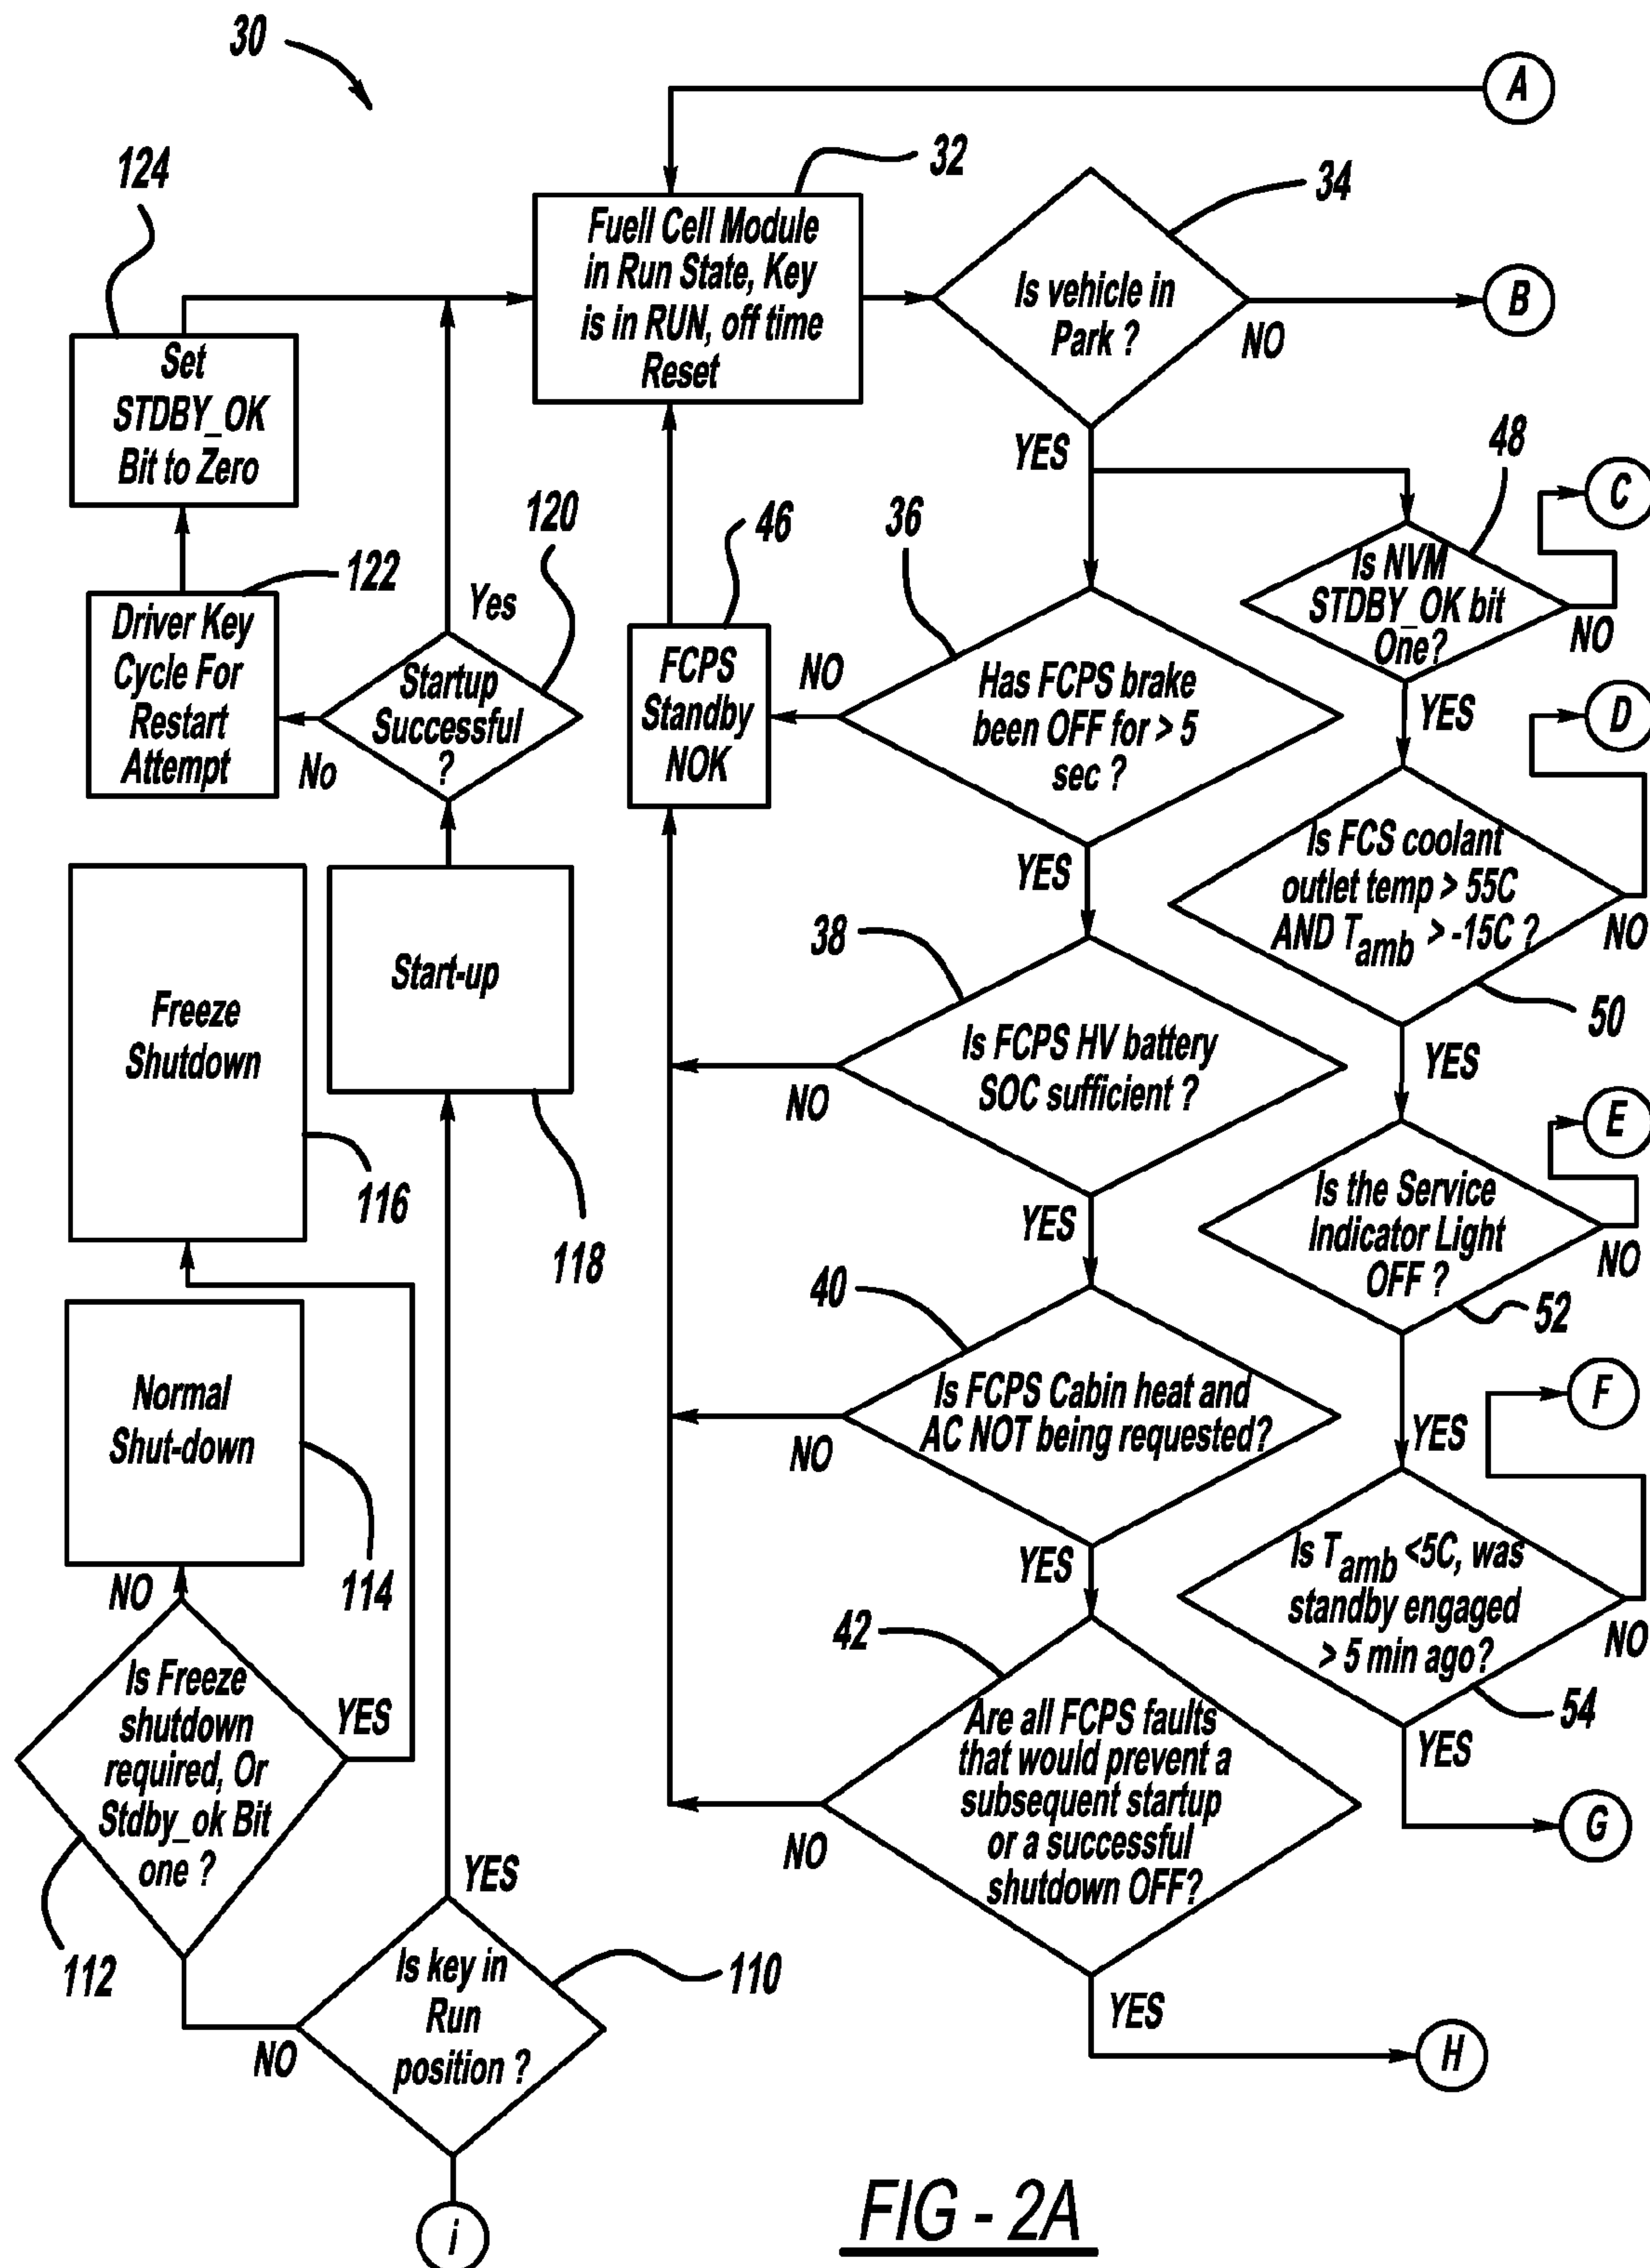 30
A
124
32
34
Fuell Cell Module
in Run State, Key
is in RUN, off time
Reset
Is vehicle in
Park ?
NO
B
YES
Set
STDBY_OK
Bit to Zero
120
46
36
48
C
122
Yes
Is NVM
STDBY_OK bit
One?
NO
YES
Driver Key
Cycle For
Restart
Attempt
Startup
Successful
?
No
FCPS
Standby
NOK
NO
Has FCPS brake
been OFF for > 5
sec ?
YES
D
Is FCS coolant
outlet temp > 55C
AND Tamb > -15C ?
NO
50
YES
38
Start-up
118
Freeze
Shutdown
116
Is FCPS HV battery
SOC sufficient ?
NO
YES
E
Is the Service
Indicator Light
OFF ?
NO
52
YES
40
Normal
Shut-down
114
Is FCPS Cabin heat and
AC NOT being requested?
NO
YES
F
Is Tamb <5C, was
standby engaged
> 5 min ago?
NO
54
YES
G
42
NO
Is Freeze
shutdown
required, Or
Stdby_ok Bit
one ?
YES
112
Are all FCPS faults
that would prevent a
subsequent startup
or a successful
shutdown OFF?
NO
YES
H
YES
Is key in
Run
position ?
110
NO
i
FIG - 2A